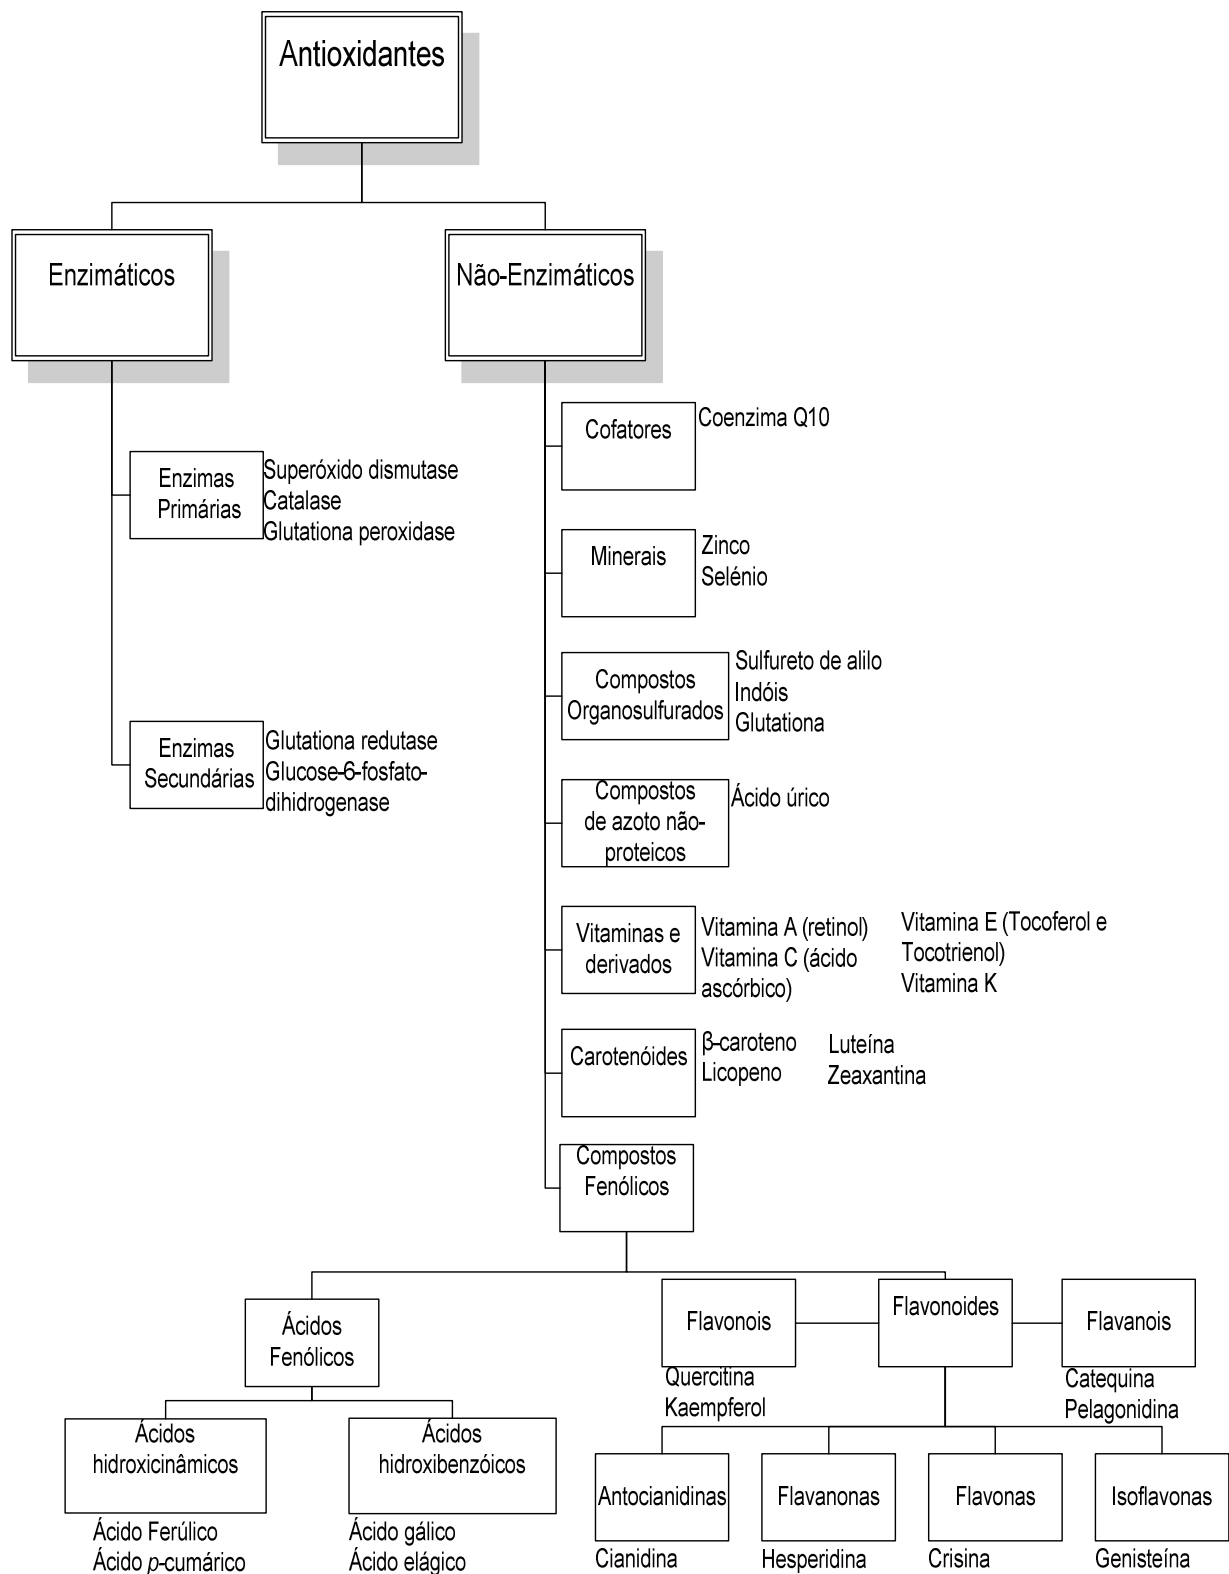 Antioxidantes
Enzimáticos
Não-Enzimáticos
Enzimas
Primárias
Superóxido dismutase
Catalase
Glutationa peroxidase
Enzimas
Secundárias
Glutationa redutase
Glucose-6-fosfato-
dihidrogenase
Cofatores
Coenzima Q10
Minerais
Zinco
Selénio
Compostos
Organosulfurados
Sulfureto de alilo
Indóis
Glutationa
Compostos
de azoto não-
proteicos
Ácido úrico
Vitaminas e
derivados
Vitamina A (retinol)
Vitamina C (ácido
ascórbico)
Vitamina E (Tocoferol e
Tocotrienol)
Vitamina K
Carotenóides
β-caroteno
Licopeno
Luteína
Zeaxantina
Compostos
Fenólicos
Ácidos
Fenólicos
Ácidos
hidroxicinâmicos
Ácido Ferúlico
Ácido p-cumárico
Ácidos
hidroxibenzóicos
Ácido gálico
Ácido elágico
Flavonois
Quercitina
Kaempferol
Flavonoides
Flavanois
Catequina
Pelagonidina
Antocianidinas
Cianidina
Flavanonas
Hesperidina
Flavonas
Crisina
Isoflavonas
Genisteína